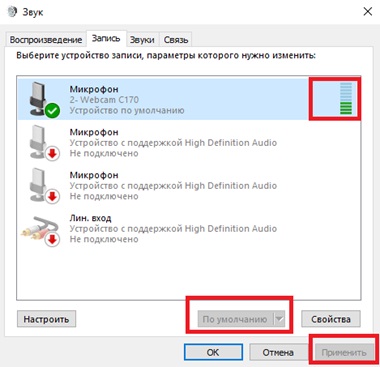 Звук
Воспроизведение Запись Звуки Связь
Выберите устройство записи, параметры которого нужно изменить:
Микрофон
2- Webcam C170
Устройство по умолчанию
Микрофон
Устройство с поддержкой High Definition Audio
Не подключено
Микрофон
Устройство с поддержкой High Definition Audio
Не подключено
Лин. вход
Устройство с поддержкой High Definition Audio
Не подключено
Настроить По умолчанию Свойства
ОК Отмена Применить